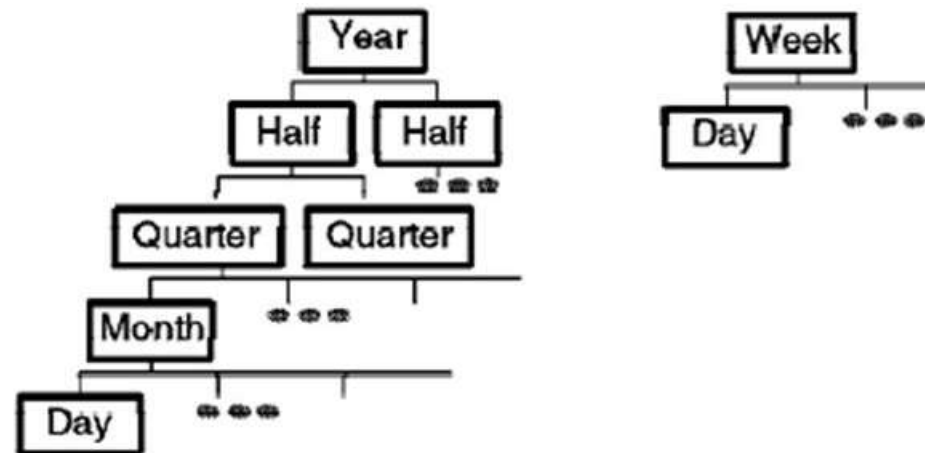 Year
Week
Half Half
Day
Quarter Quarter
Month
Day